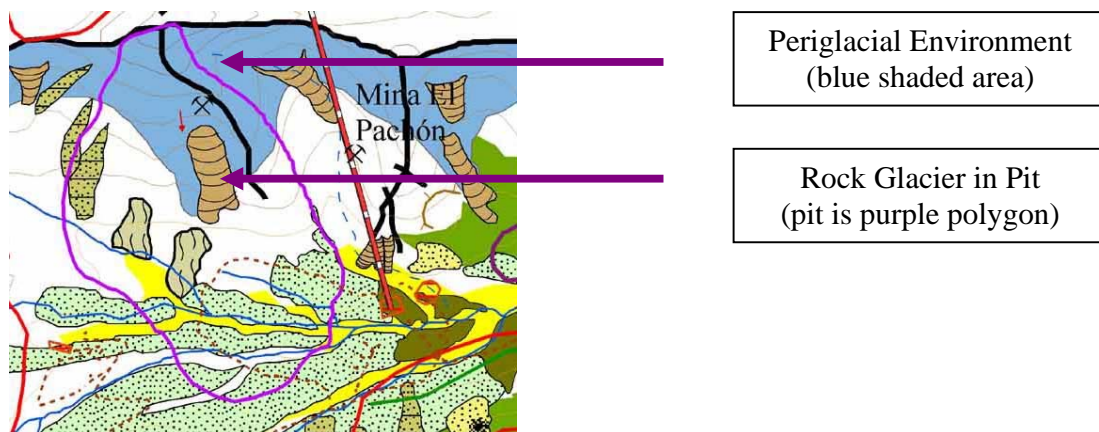 Periglacial Environment
(blue shaded area)
Mina El
Pachón
Rock Glacier in Pit
(pit is purple polygon)